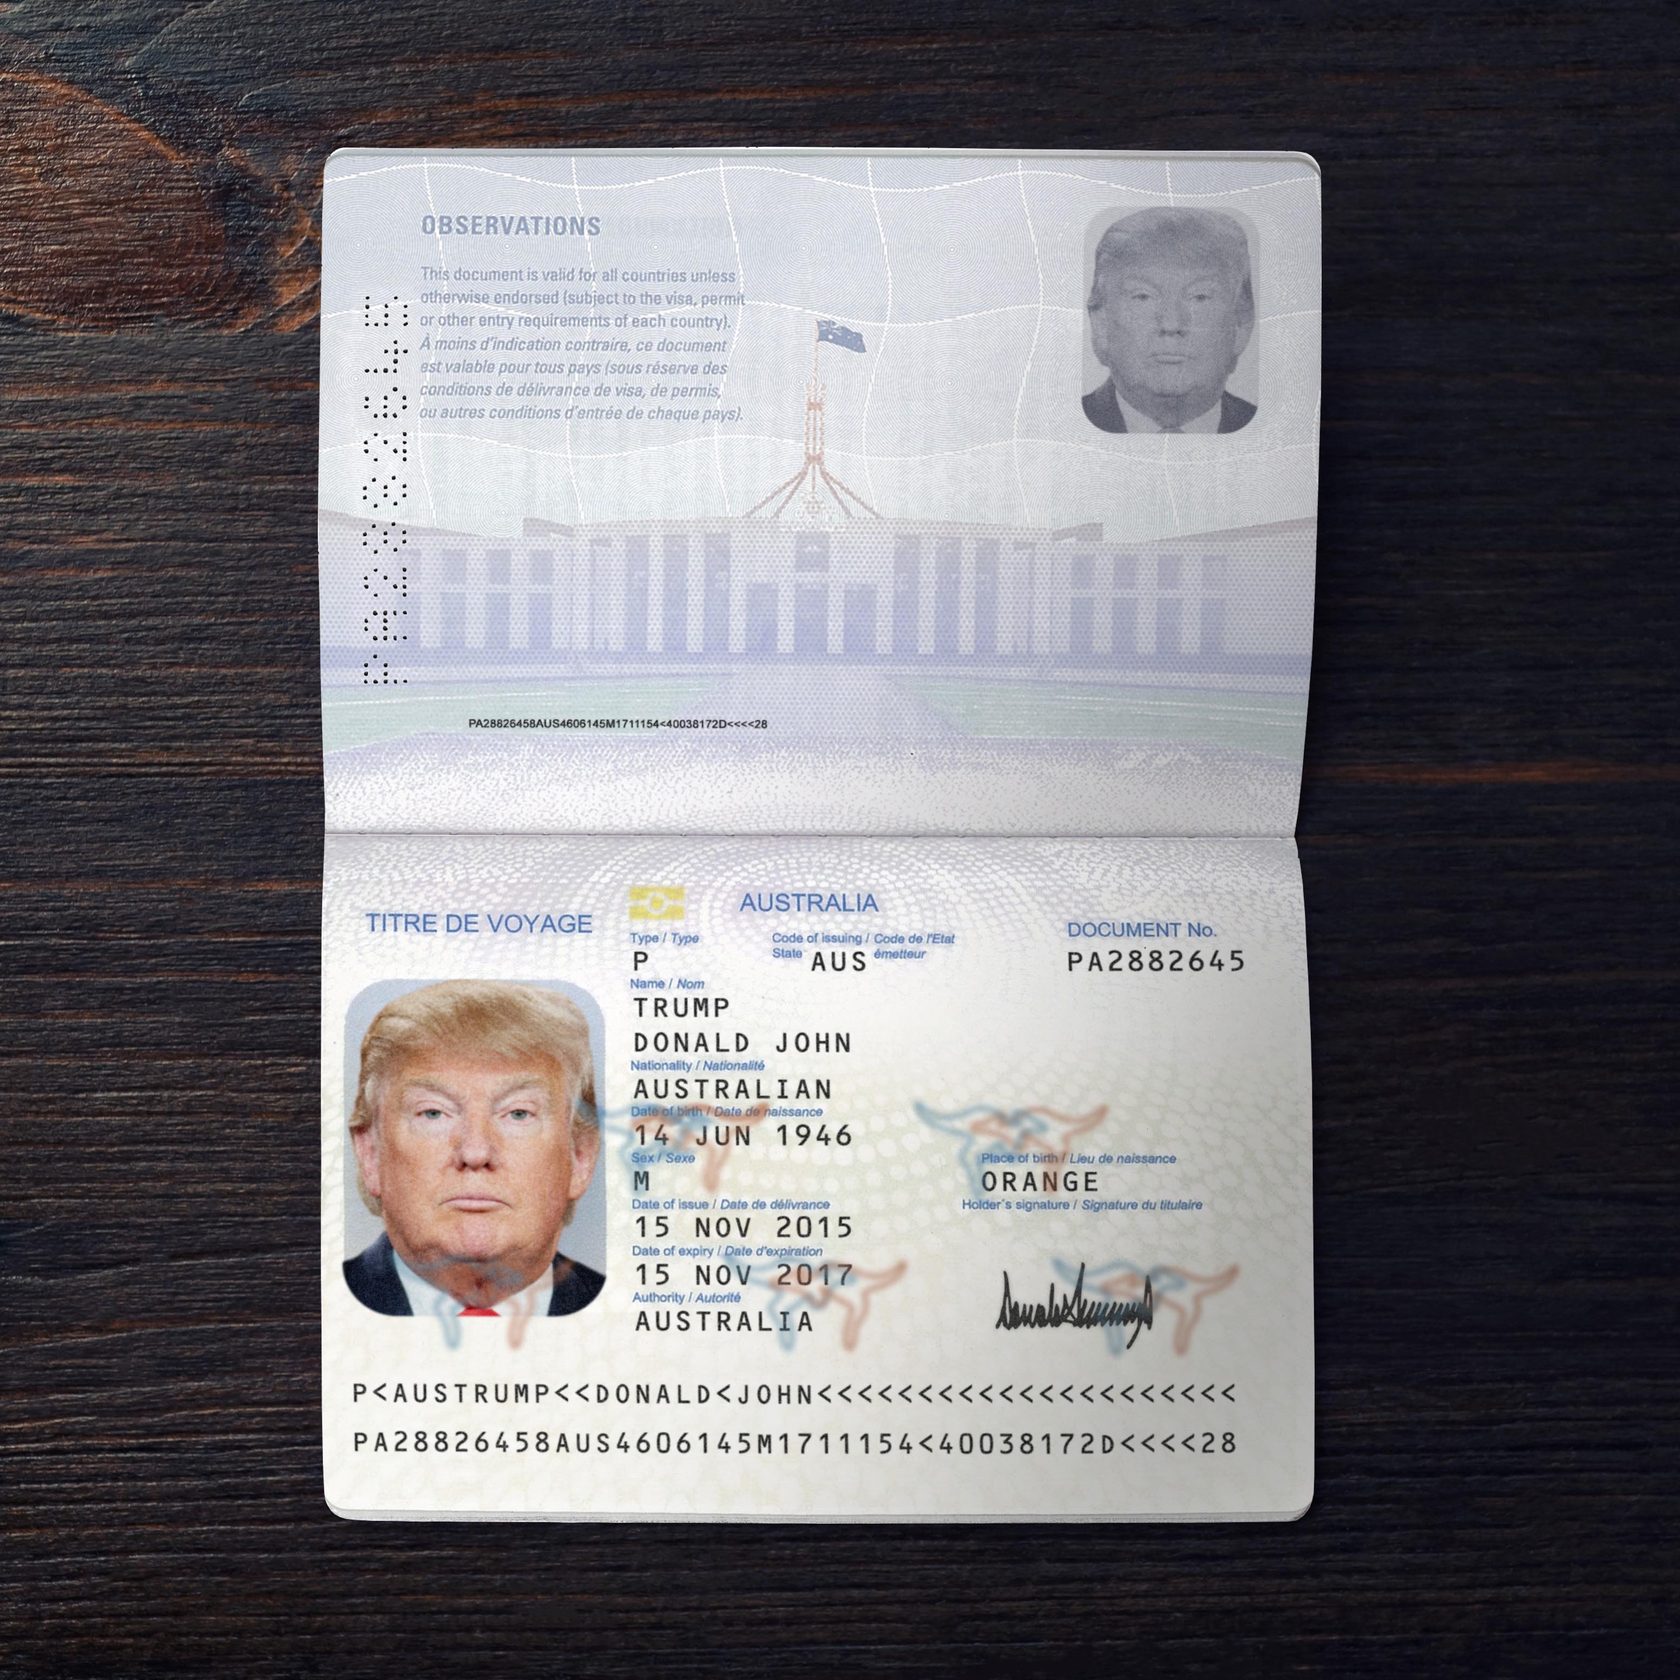 OBSERVATIONS
This document is valid for all countries unless
otherwise endorsed (subject to the visa, permit
or other entry requirements of each country).
À moins d'indication contraire, ce document
est valable pour tous pays (sous réserve des
conditions de délivrance de visa, de permis,
ou autres conditions d'entrée de chaque pays).
PA2882645
PA28826458AUS4606145M1711154<40038172D<<<<28
TITRE DE VOYAGE
AUSTRALIA
DOCUMENT No.
PA2882645
Type / Type
P
Code of issuing / Code de l'Etat
State AUS émetteur
Name / Nom
TRUMP
DONALD JOHN
Nationality / Nationalité
AUSTRALIAN
Date of birth / Date de naissance
14 JUN 1946
Sex / Sexe
M
Place of birth / Lieu de naissance
ORANGE
Date of issue / Date de délivrance
15 NOV 2015
Holder's signature / Signature du titulaire
Date of expiry / Date d'expiration
15 NOV 2017
Authority / Autorité
AUSTRALIA
P<AUSTRUMP<<DONALD<JOHN<<<<<<<<<<<<<<<<<<<<<
PA28826458AUS4606145M1711154<40038172D<<<<28